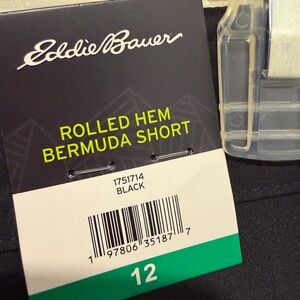 Eddie Bauer
ROLLED HEM
BERMUDA SHORT
1751714
BLACK
1 97806 35187 7
12